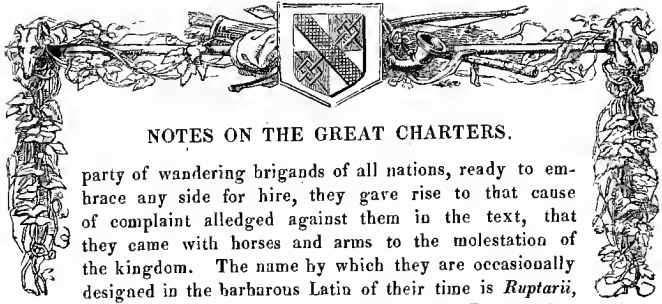 NOTES ON THE GREAT CHARTERS.
party of wandering brigands of all nations, ready to em-
brace any side for hire, they gave rise to that cause
of complaint alledged against them in the text, that
they came with horses and arms to the molestation of
the kingdom. The name by which they are occasionally
designed in the barbarous Latin of their time is Ruptarii,